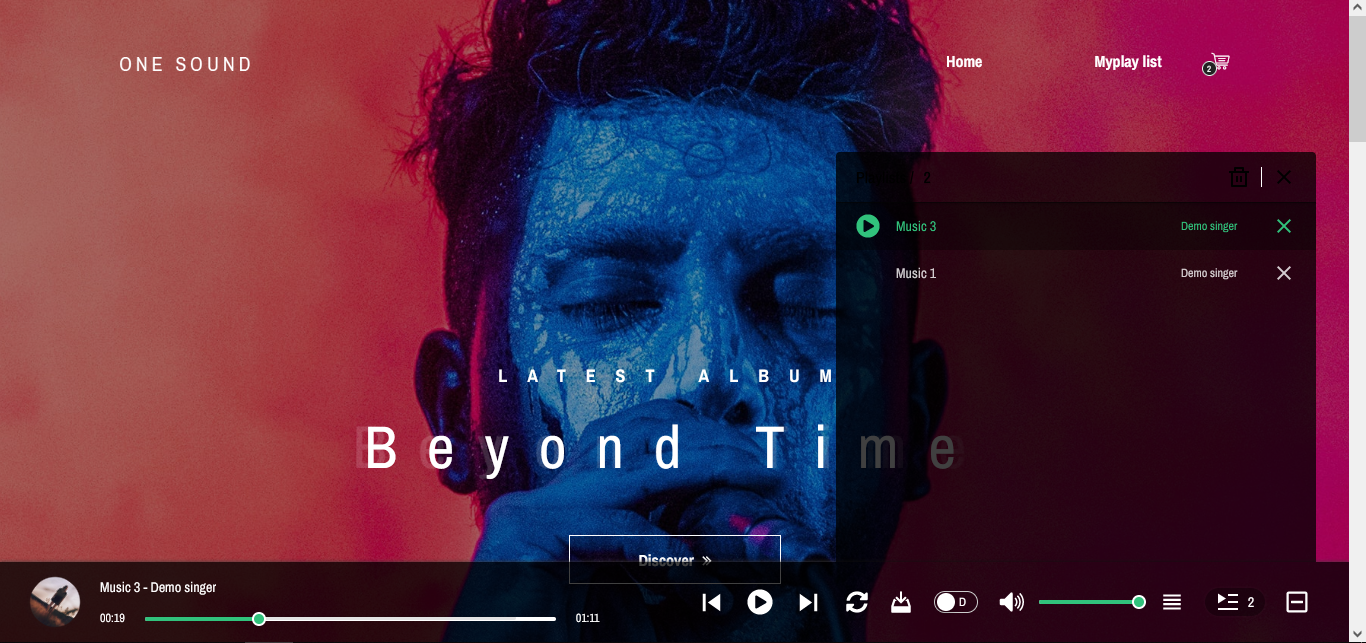 ONE SOUND
Home
Myplay list
2
2
Music 3
Demo singer
Music 1
Demo singer
LATEST ALBUM
Beyond Time
Discover »
Music 3 - Demo singer
00:19
01:11
D
2